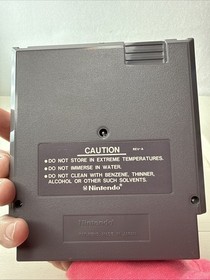 CAUTION
REV-A
• DO NOT STORE IN EXTREME TEMPERATURES.
• DO NOT IMMERSE IN WATER.
• DO NOT CLEAN WITH BENZENE, THINNER,
ALCOHOL OR OTHER SUCH SOLVENTS.
®Nintendo®